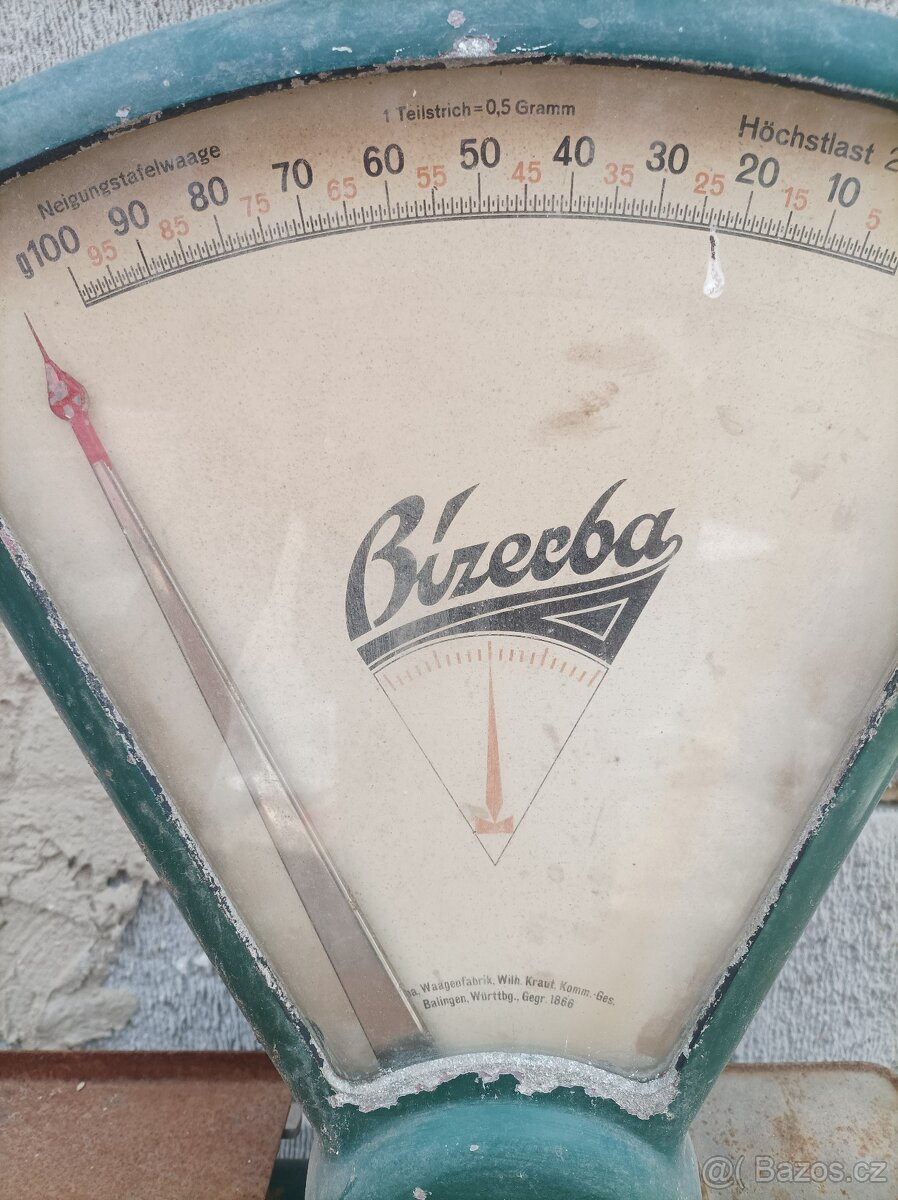 1 Teilstrich = 0,5 Gramm
Neigungstafelwaage
Höchstlast
g100 90 80 70 60 50 40 30 20 10
95 85 75 65 55 45 35 25 15 5
Bizerba
Waagenfabrik, Wilh. Kraut. Komm.-Ges.
Balingen, Württbg., Gegr. 1866
@( Bazos.cz